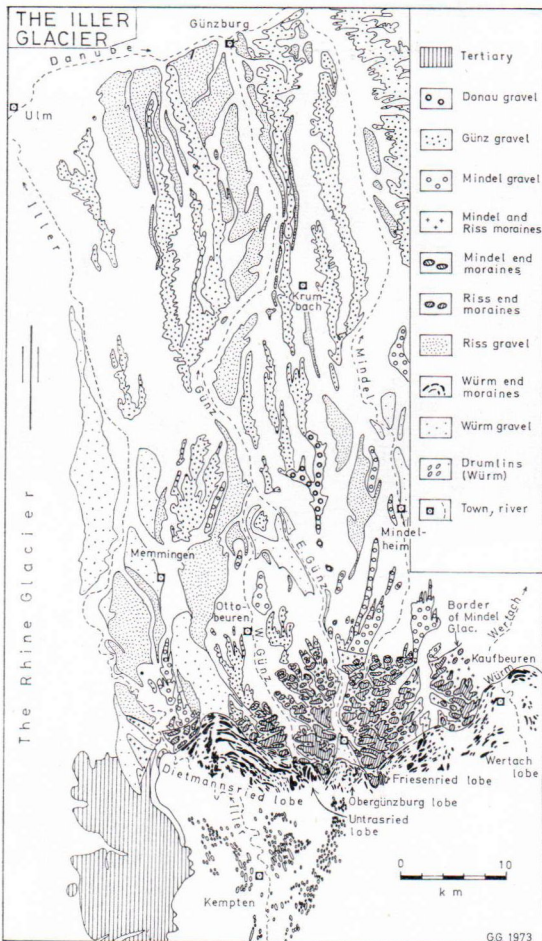 THE ILLER
GLACIER
Günzburg
Danube
Ulm
Iller
Krum-
bach
Mindel
Günz
The Rhine Glacier
Memmingen
Mindel-
heim
E. Günz
Otto-
beuren
W. Günz
Border
of Mindel
Glac.
Wertach
Kaufbeuren
Würm
Wertach
lobe
Friesenried lobe
Dietmannsried lobe
Obergünzburg lobe
Untrasried
lobe
Iller
Kempten
Tertiary
Donau gravel
Günz gravel
Mindel gravel
Mindel and
Riss moraines
Mindel end
moraines
Riss end
moraines
Riss gravel
Würm end
moraines
Würm gravel
Drumlins
(Würm)
Town, river
0 10
km
GG 1973